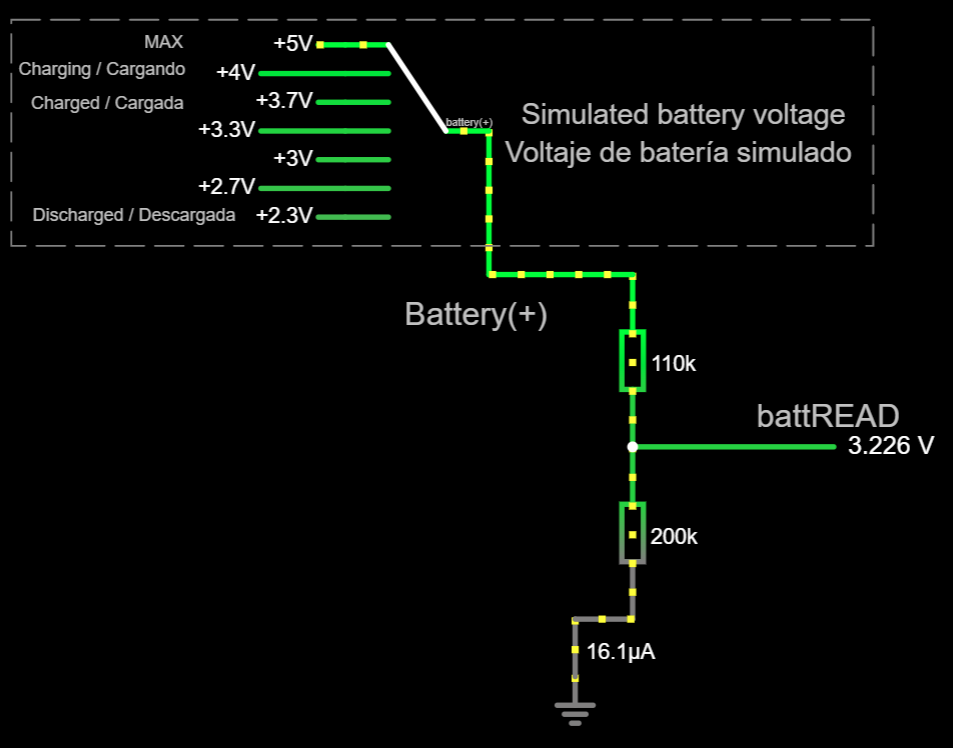 MAX +5V
Charging / Cargando +4V
Charged / Cargada +3.7V
+3.3V
+3V
+2.7V
Discharged / Descargada +2.3V
battery(+)
Simulated battery voltage
Voltaje de batería simulado
Battery(+)
110k
battREAD
3.226 V
200k
16.1µA